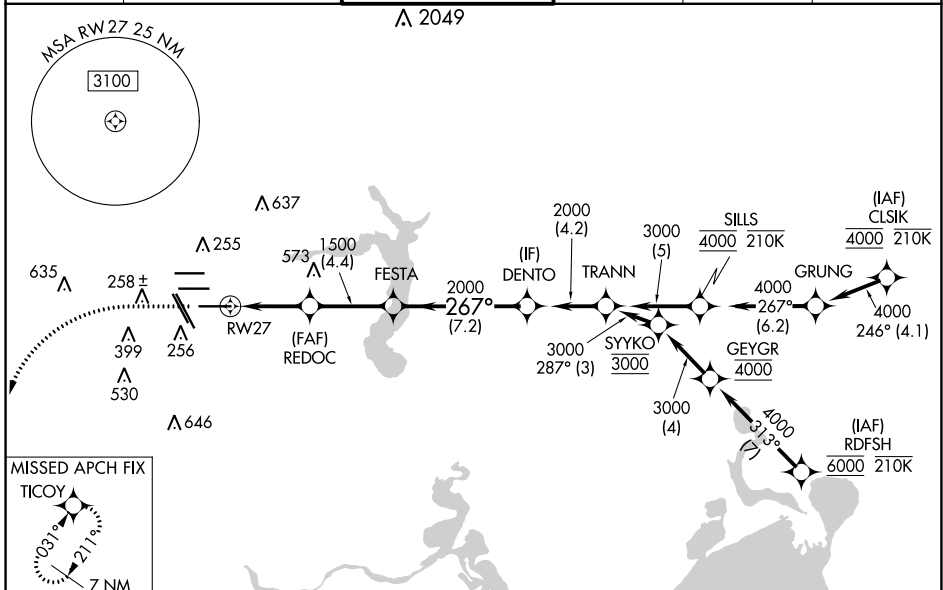 2049
MSA RW27 25 NM
3100
637
255
635
258 ±
573
1500
(4.4)
FESTA
2000
267°
(7.2)
(IF)
DENTO
2000
(4.2)
TRANN
3000
(5)
SILLS
4000 210K
4000
267°
(6.2)
GRUNG
(IAF)
CLSIK
4000 210K
4000
246° (4.1)
RW27
(FAF)
REDOC
399
256
530
646
3000
287° (3)
SYYKO
3000
GEYGR
4000
3000
(4)
4000
313°
(7)
(IAF)
RDFSH
6000 210K
MISSED APCH FIX
TICOY
031°
211°
7 NM